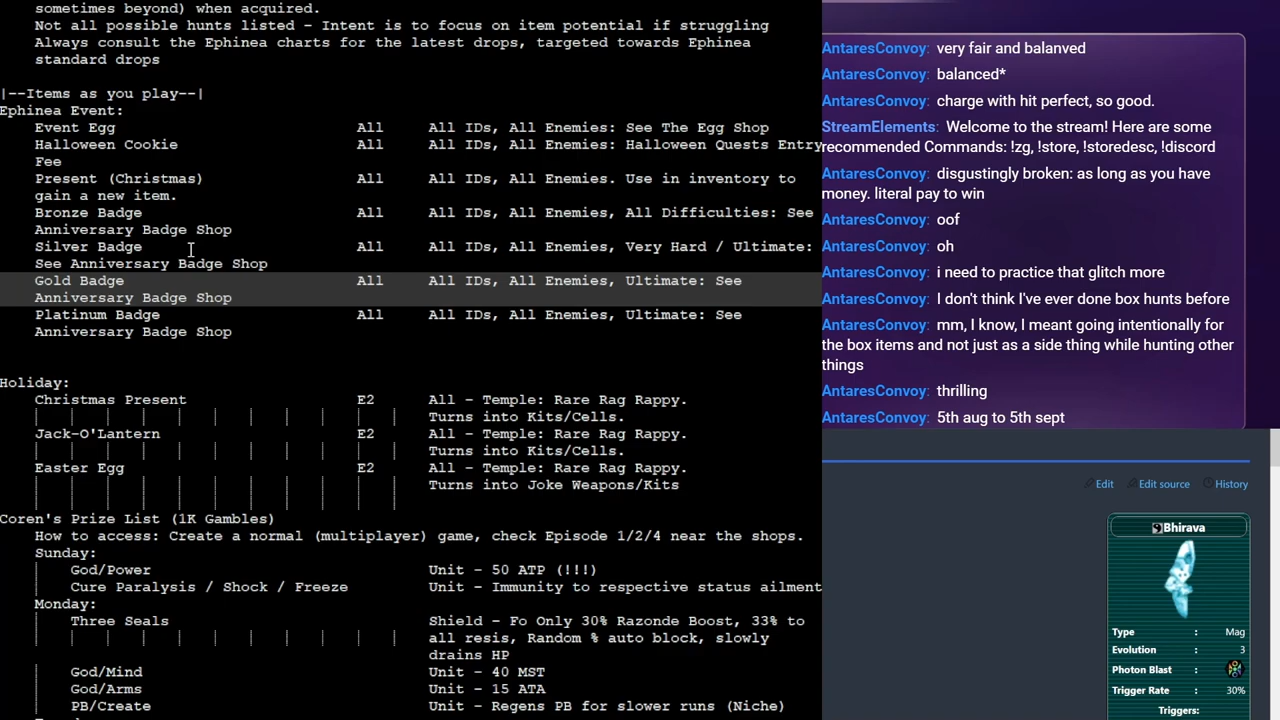 sometimes beyond) when acquired.
Not all possible hunts listed - Intent is to focus on item potential if struggling
Always consult the Ephinea charts for the latest drops, targeted towards Ephinea
standard drops
|--Items as you play--|
Ephinea Event:
Event Egg All All IDs, All Enemies: See The Egg Shop
Halloween Cookie All All IDs, All Enemies: Halloween Quests Entry
Fee
Present (Christmas) All All IDs, All Enemies. Use in inventory to
gain a new item.
Bronze Badge All All IDs, All Enemies, All Difficulties: See
Anniversary Badge Shop
Silver Badge All All IDs, All Enemies, Very Hard / Ultimate:
See Anniversary Badge Shop
Gold Badge All All IDs, All Enemies, Ultimate: See
Anniversary Badge Shop
Platinum Badge All All IDs, All Enemies, Ultimate: See
Anniversary Badge Shop
Holiday:
Christmas Present E2 All - Temple: Rare Rag Rappy.
Turns into Kits/Cells.
Jack-O'Lantern E2 All - Temple: Rare Rag Rappy.
Turns into Kits/Cells.
Easter Egg E2 All - Temple: Rare Rag Rappy.
Turns into Joke Weapons/Kits
Coren's Prize List (1K Gambles)
How to access: Create a normal (multiplayer) game, check Episode 1/2/4 near the shops.
Sunday:
God/Power Unit - 50 ATP (!!!)
Cure Paralysis / Shock / Freeze Unit - Immunity to respective status ailment
Monday:
Three Seals Shield - Fo Only 30% Razonde Boost, 33% to
all resis, Random % auto block, slowly
drains HP
God/Mind Unit - 40 MST
God/Arms Unit - 15 ATA
PB/Create Unit - Regens PB for slower runs (Niche)
AntaresConvoy: very fair and balanved
AntaresConvoy: balanced*
AntaresConvoy: charge with hit perfect, so good.
StreamElements: Welcome to the stream! Here are some
recommended Commands: !zg, !store, !storedesc, !discord
AntaresConvoy: disgustingly broken: as long as you have
money. literal pay to win
AntaresConvoy: oof
AntaresConvoy: oh
AntaresConvoy: i need to practice that glitch more
AntaresConvoy: I don't think I've ever done box hunts before
AntaresConvoy: mm, I know, I meant going intentionally for
the box items and not just as a side thing while hunting other
things
AntaresConvoy: thrilling
AntaresConvoy: 5th aug to 5th sept
Edit Edit source History
Bhirava
Type : Mag
Evolution : 3
Photon Blast :
Trigger Rate : 30%
Triggers: